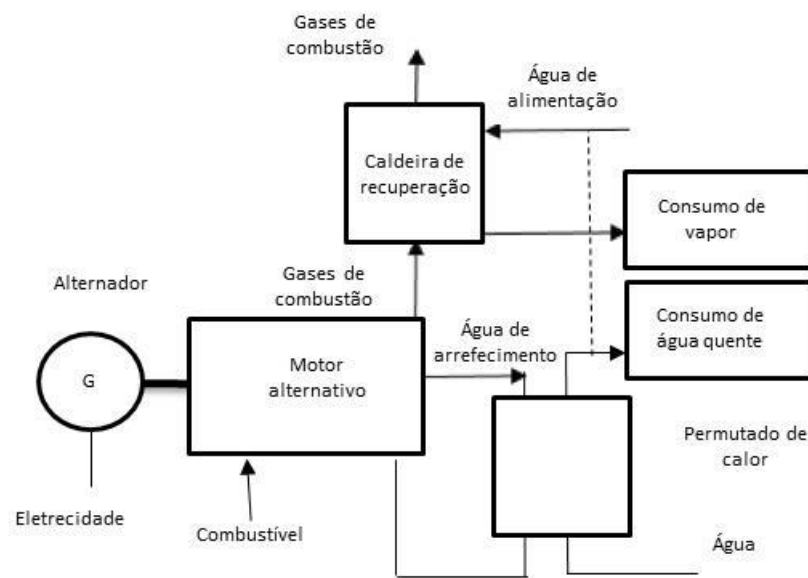 Gases de
combustão
Água de
alimentação
Caldeira de
recuperação
Consumo de
vapor
Gases de
combustão
Alternador
Consumo de
água quente
Água de
arrefecimento
Motor
alternativo
G
Permutado de
calor
Eletrecidade
Combustível
Água